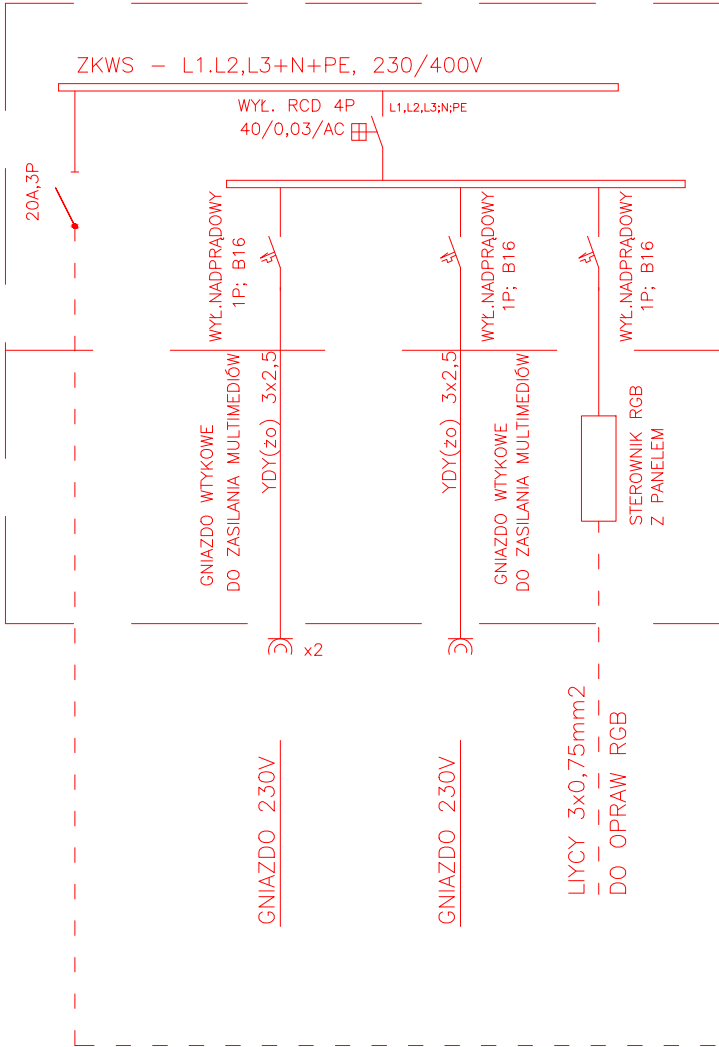 ZKWS - L1.L2,L3+N+PE, 230/400V
WYŁ. RCD 4P
40/0,03/AC
L1,L2,L3;N;PE
20A,3P
WYŁ.NADPRĄDOWY
1P; B16
WYŁ.NADPRĄDOWY
1P; B16
WYŁ.NADPRĄDOWY
1P; B16
GNIAZDO WTYKOWE
DO ZASILANIA MULTIMEDIÓW
YDY(żo) 3x2,5
YDY(żo) 3x2,5
GNIAZDO WTYKOWE
DO ZASILANIA MULTIMEDIÓW
STEROWNIK RGB
Z PANELEM
x2
GNIAZDO 230V
GNIAZDO 230V
LIYCY 3x0,75mm2
DO OPRAW RGB